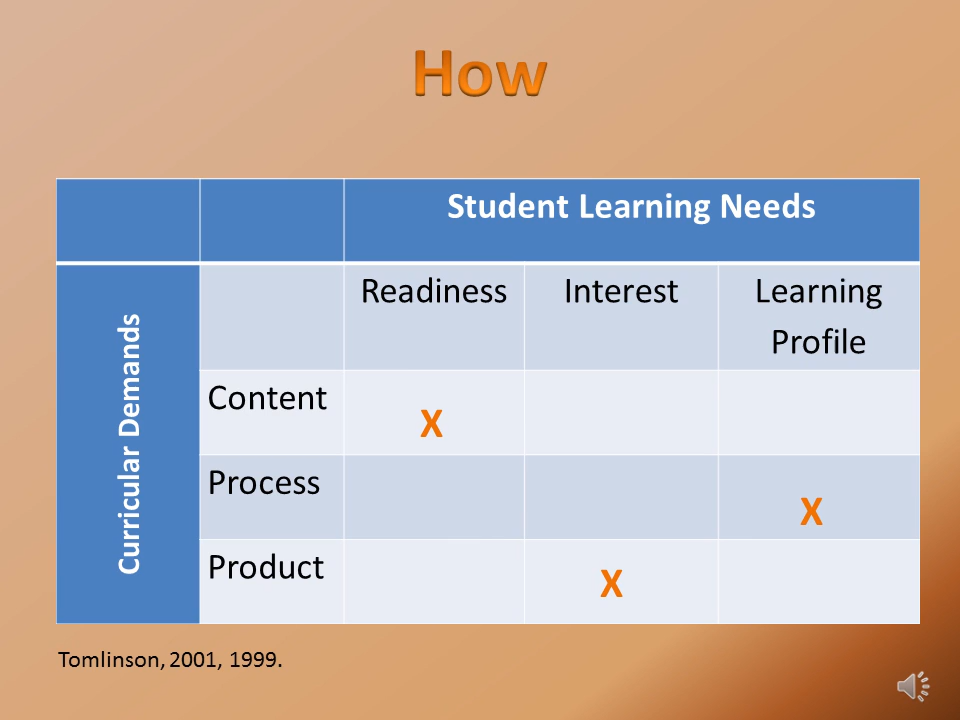 How
Student Learning Needs
Curricular Demands
Readiness
Interest
Learning
Profile
Content
X
Process
X
Product
X
Tomlinson, 2001, 1999.